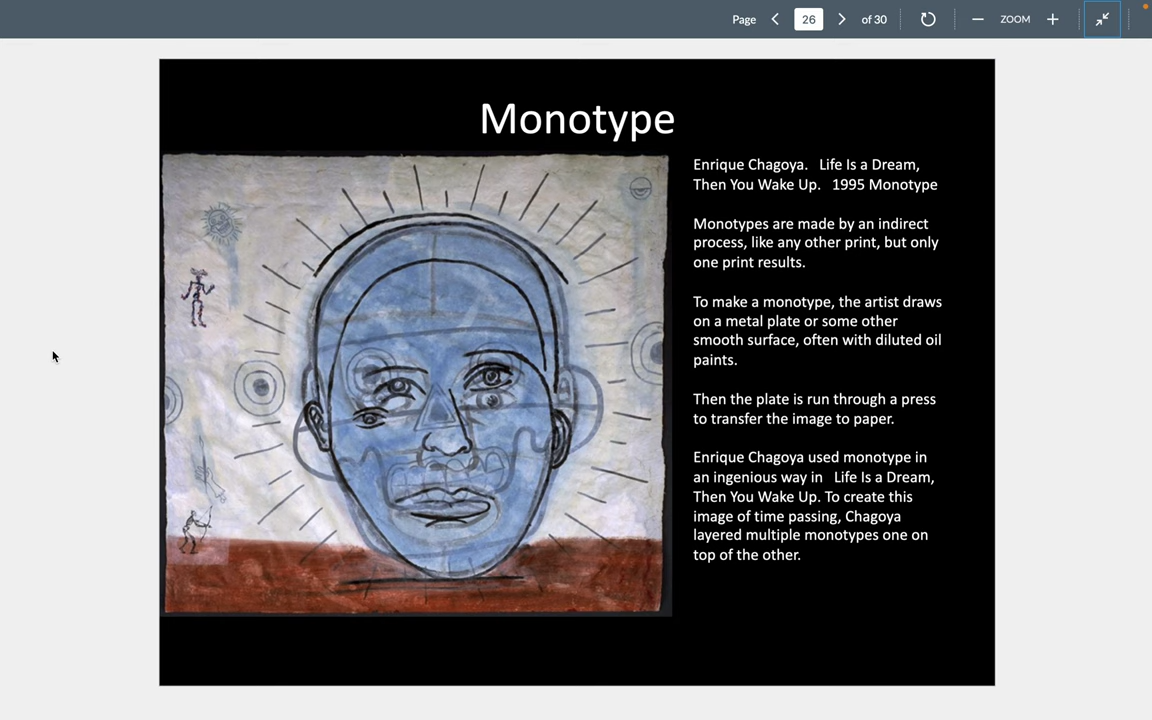 Page 26 of 30 ZOOM
Monotype
Enrique Chagoya. Life Is a Dream,
Then You Wake Up. 1995 Monotype
Monotypes are made by an indirect
process, like any other print, but only
one print results.
To make a monotype, the artist draws
on a metal plate or some other
smooth surface, often with diluted oil
paints.
Then the plate is run through a press
to transfer the image to paper.
Enrique Chagoya used monotype in
an ingenious way in Life Is a Dream,
Then You Wake Up. To create this
image of time passing, Chagoya
layered multiple monotypes one on
top of the other.